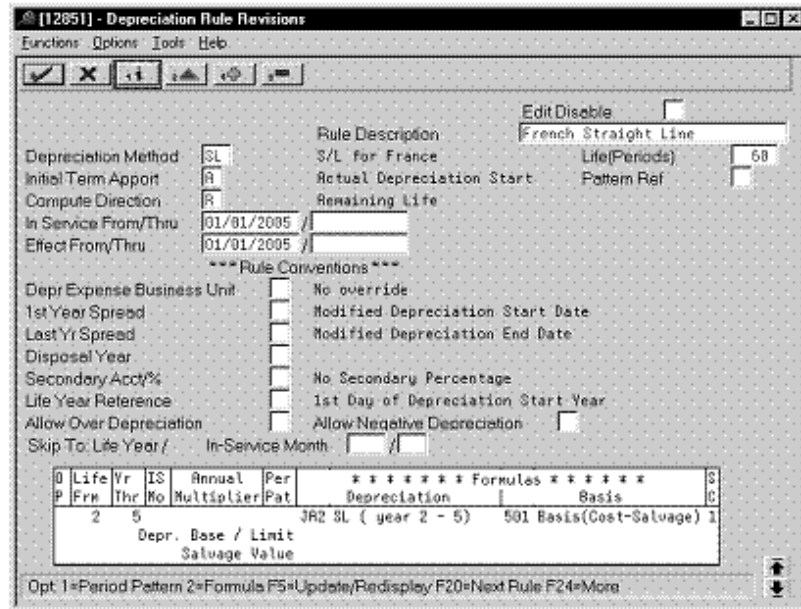 [12851] - Depreciation Rule Revisions
Functions Options Tools Help
Edit Disable
Rule Description French Straight Line
Depreciation Method SL S/L for France Life(Periods) 60
Initial Term Apport A Actual Depreciation Start Pattern Ref
Compute Direction R Remaining Life
In Service From/Thru 01/01/2005 /
Effect From/Thru 01/01/2005 /
***Rule Conventions***
Depr Expense Business Unit No override
1st Year Spread Modified Depreciation Start Date
Last Yr Spread Modified Depreciation End Date
Disposal Year
Secondary Acct/% No Secondary Percentage
Life Year Reference 1st Day of Depreciation Start Year
Allow Over Depreciation Allow Negative Depreciation
Skip To: Life Year / In-Service Month /
O Life Yr IS Annual Per * * * * * * * Formulas * * * * * * S
P Frm Thr Mo Multiplier Pat Depreciation | Basis C
2 5 JA2 SL ( year 2 - 5) 501 Basis(Cost-Salvage) 1
Depr. Base / Limit
Salvage Value
Opt: 1=Period Pattern 2=Formula F5=Update/Redisplay F20=Next Rule F24=More